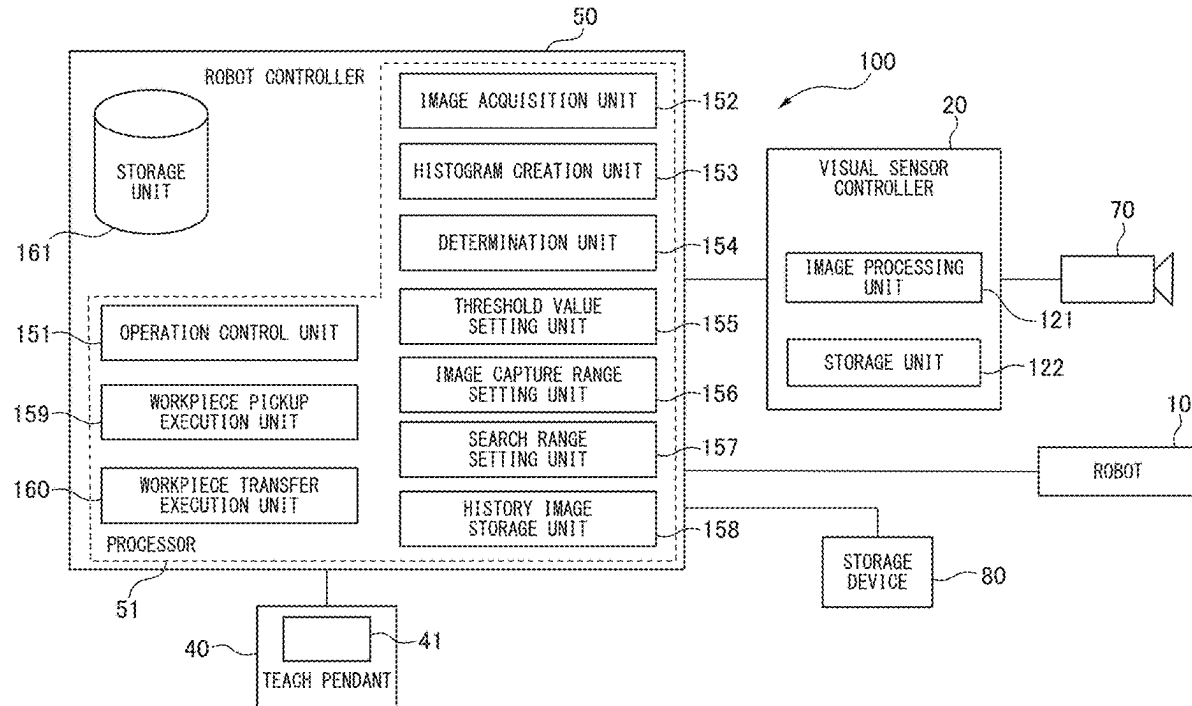 50
ROBOT CONTROLLER
100
STORAGE
UNIT
161
IMAGE ACQUISITION UNIT
152
HISTOGRAM CREATION UNIT
153
DETERMINATION UNIT
154
THRESHOLD VALUE
SETTING UNIT
155
IMAGE CAPTURE RANGE
SETTING UNIT
156
SEARCH RANGE
SETTING UNIT
157
HISTORY IMAGE
STORAGE UNIT
158
151
OPERATION CONTROL UNIT
159
WORKPIECE PICKUP
EXECUTION UNIT
160
WORKPIECE TRANSFER
EXECUTION UNIT
PROCESSOR
51
20
VISUAL SENSOR
CONTROLLER
IMAGE PROCESSING
UNIT
121
STORAGE UNIT
122
70
10
ROBOT
STORAGE
DEVICE
80
40
41
TEACH PENDANT